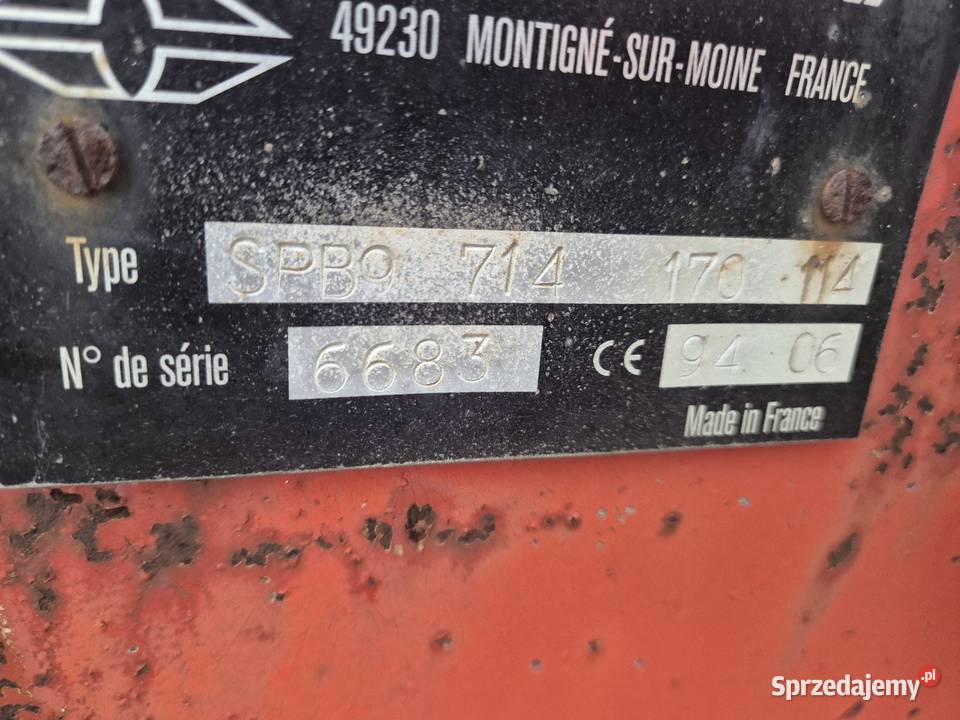 49230 MONTIGNÉ-SUR-MOINE FRANCE
Type SPB9 714 170 114
N° de série 6683 CE 94 06
Made in France
Sprzedajemy.pl